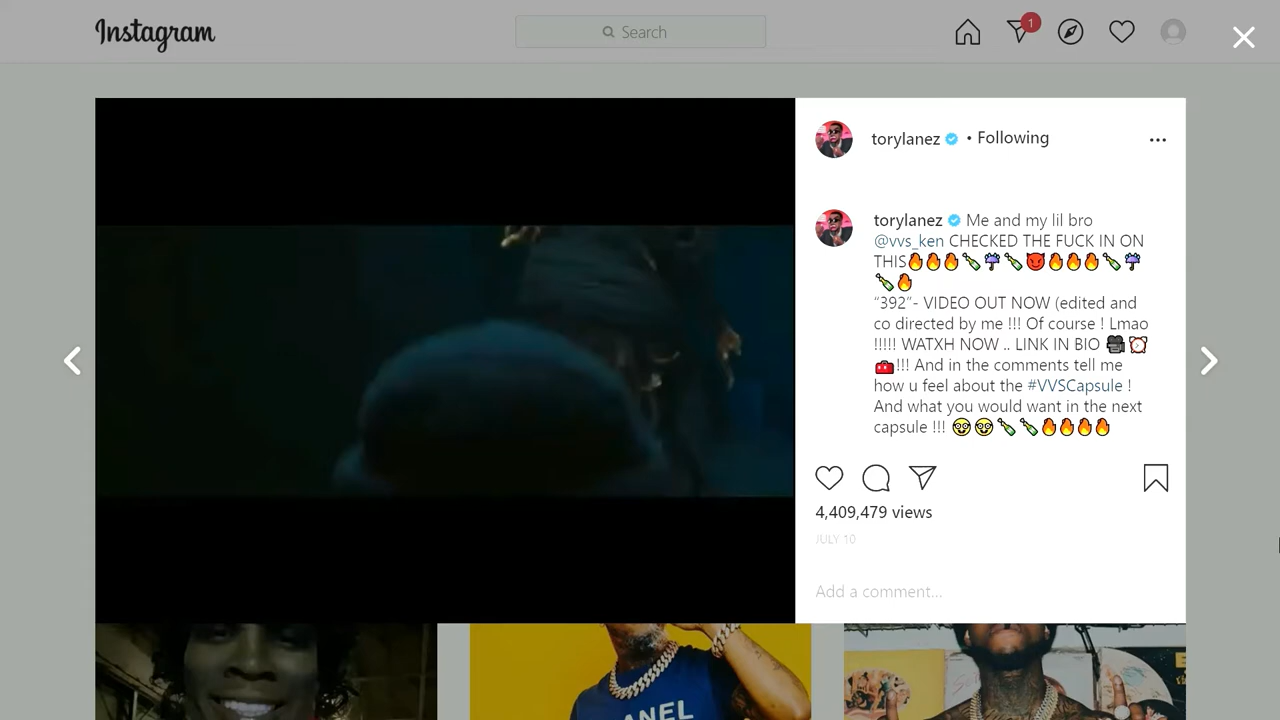 Instagram
Search
1
torylanez • Following
torylanez Me and my lil bro
@vvs_ken CHECKED THE FUCK IN ON
THIS🔥🔥🔥🍾☔🍾😈🔥🔥🔥🍾☔
🍾🔥
“392”- VIDEO OUT NOW (edited and
co directed by me !!! Of course ! Lmao
!!!!! WATXH NOW .. LINK IN BIO 🎥⏰
🧰!!! And in the comments tell me
how u feel about the #VVSCapsule !
And what you would want in the next
capsule !!! 🥸🥸🍾🍾🔥🔥🔥🔥
4,409,479 views
JULY 10
Add a comment...
ANEL